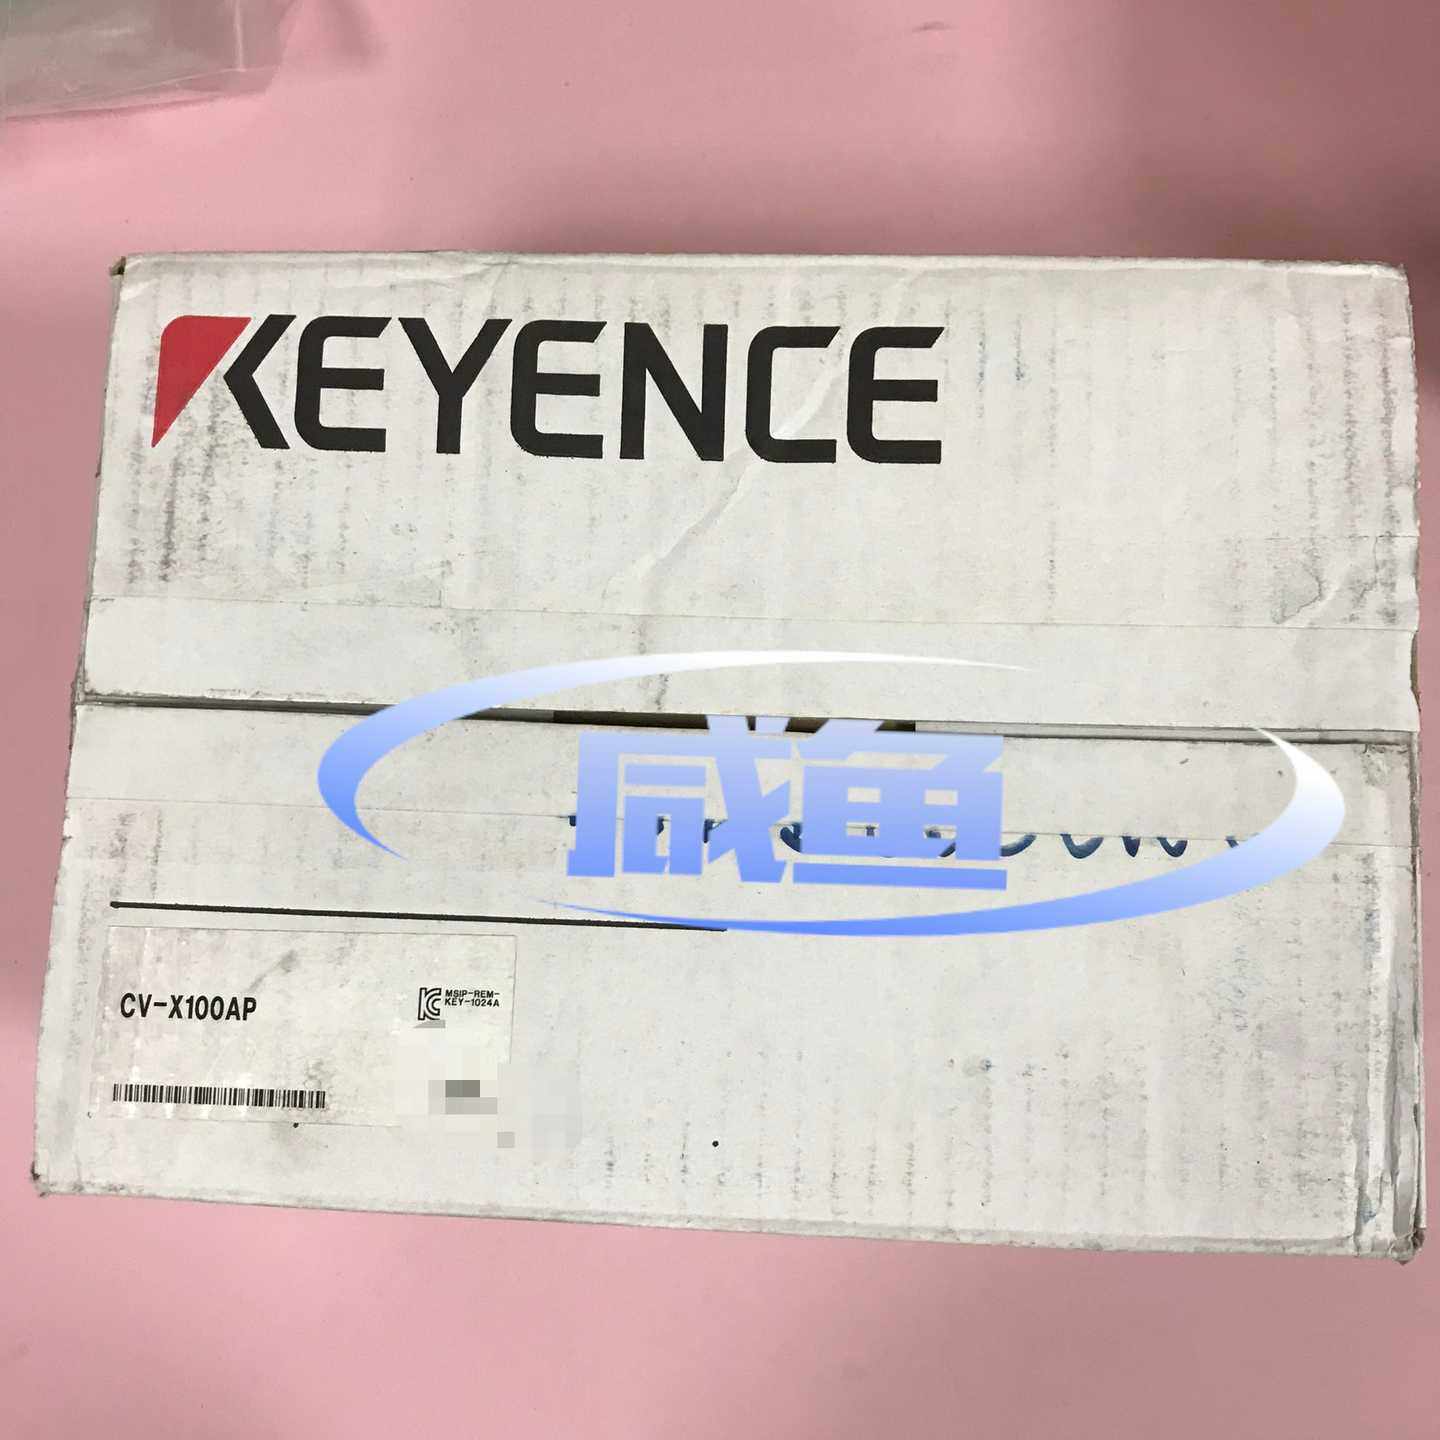 KEYENCE
咸鱼
CV-X100AP
MSIP-REM-
KEY-1024A